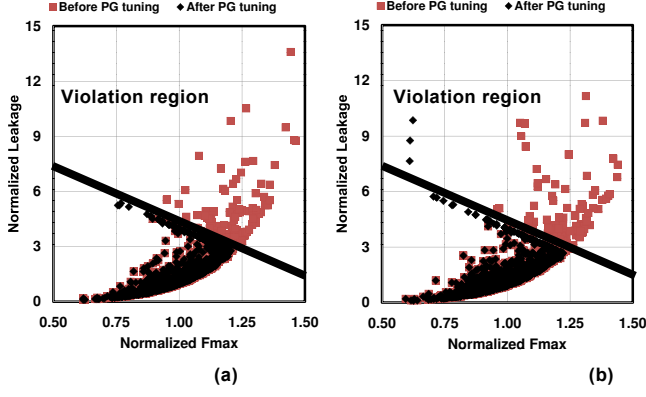 Before PG tuning After PG tuning
15
12
9
6
3
0
Normalized Leakage
Violation region
0.50 0.75 1.00 1.25 1.50
Normalized Fmax
(a)
Before PG tuning After PG tuning
15
12
9
6
3
0
Normalized Leakage
Violation region
0.50 0.75 1.00 1.25 1.50
Normalized Fmax
(b)